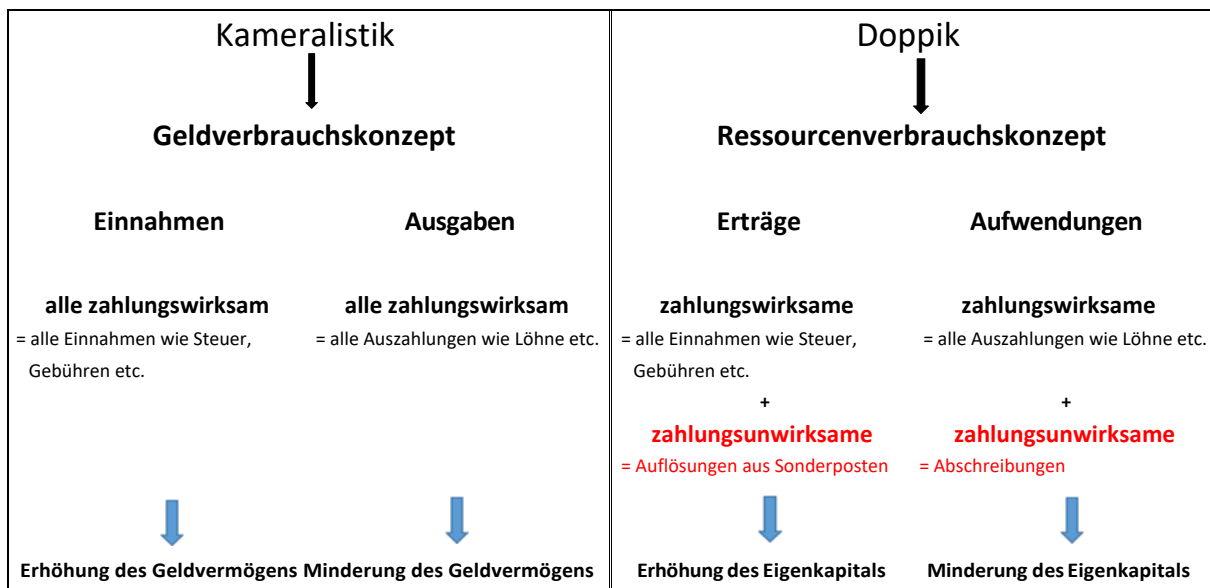 Kameralistik
Geldverbrauchskonzept
Einnahmen Ausgaben
alle zahlungswirksam alle zahlungswirksam
= alle Einnahmen wie Steuer, = alle Auszahlungen wie Löhne etc.
Gebühren etc.
Erhöhung des Geldvermögens Minderung des Geldvermögens
Doppik
Ressourcenverbrauchskonzept
Erträge Aufwendungen
zahlungswirksame zahlungswirksame
= alle Einnahmen wie Steuer, = alle Auszahlungen wie Löhne etc.
Gebühren etc.
+ +
zahlungsunwirksame zahlungsunwirksame
= Auflösungen aus Sonderposten = Abschreibungen
Erhöhung des Eigenkapitals Minderung des Eigenkapitals